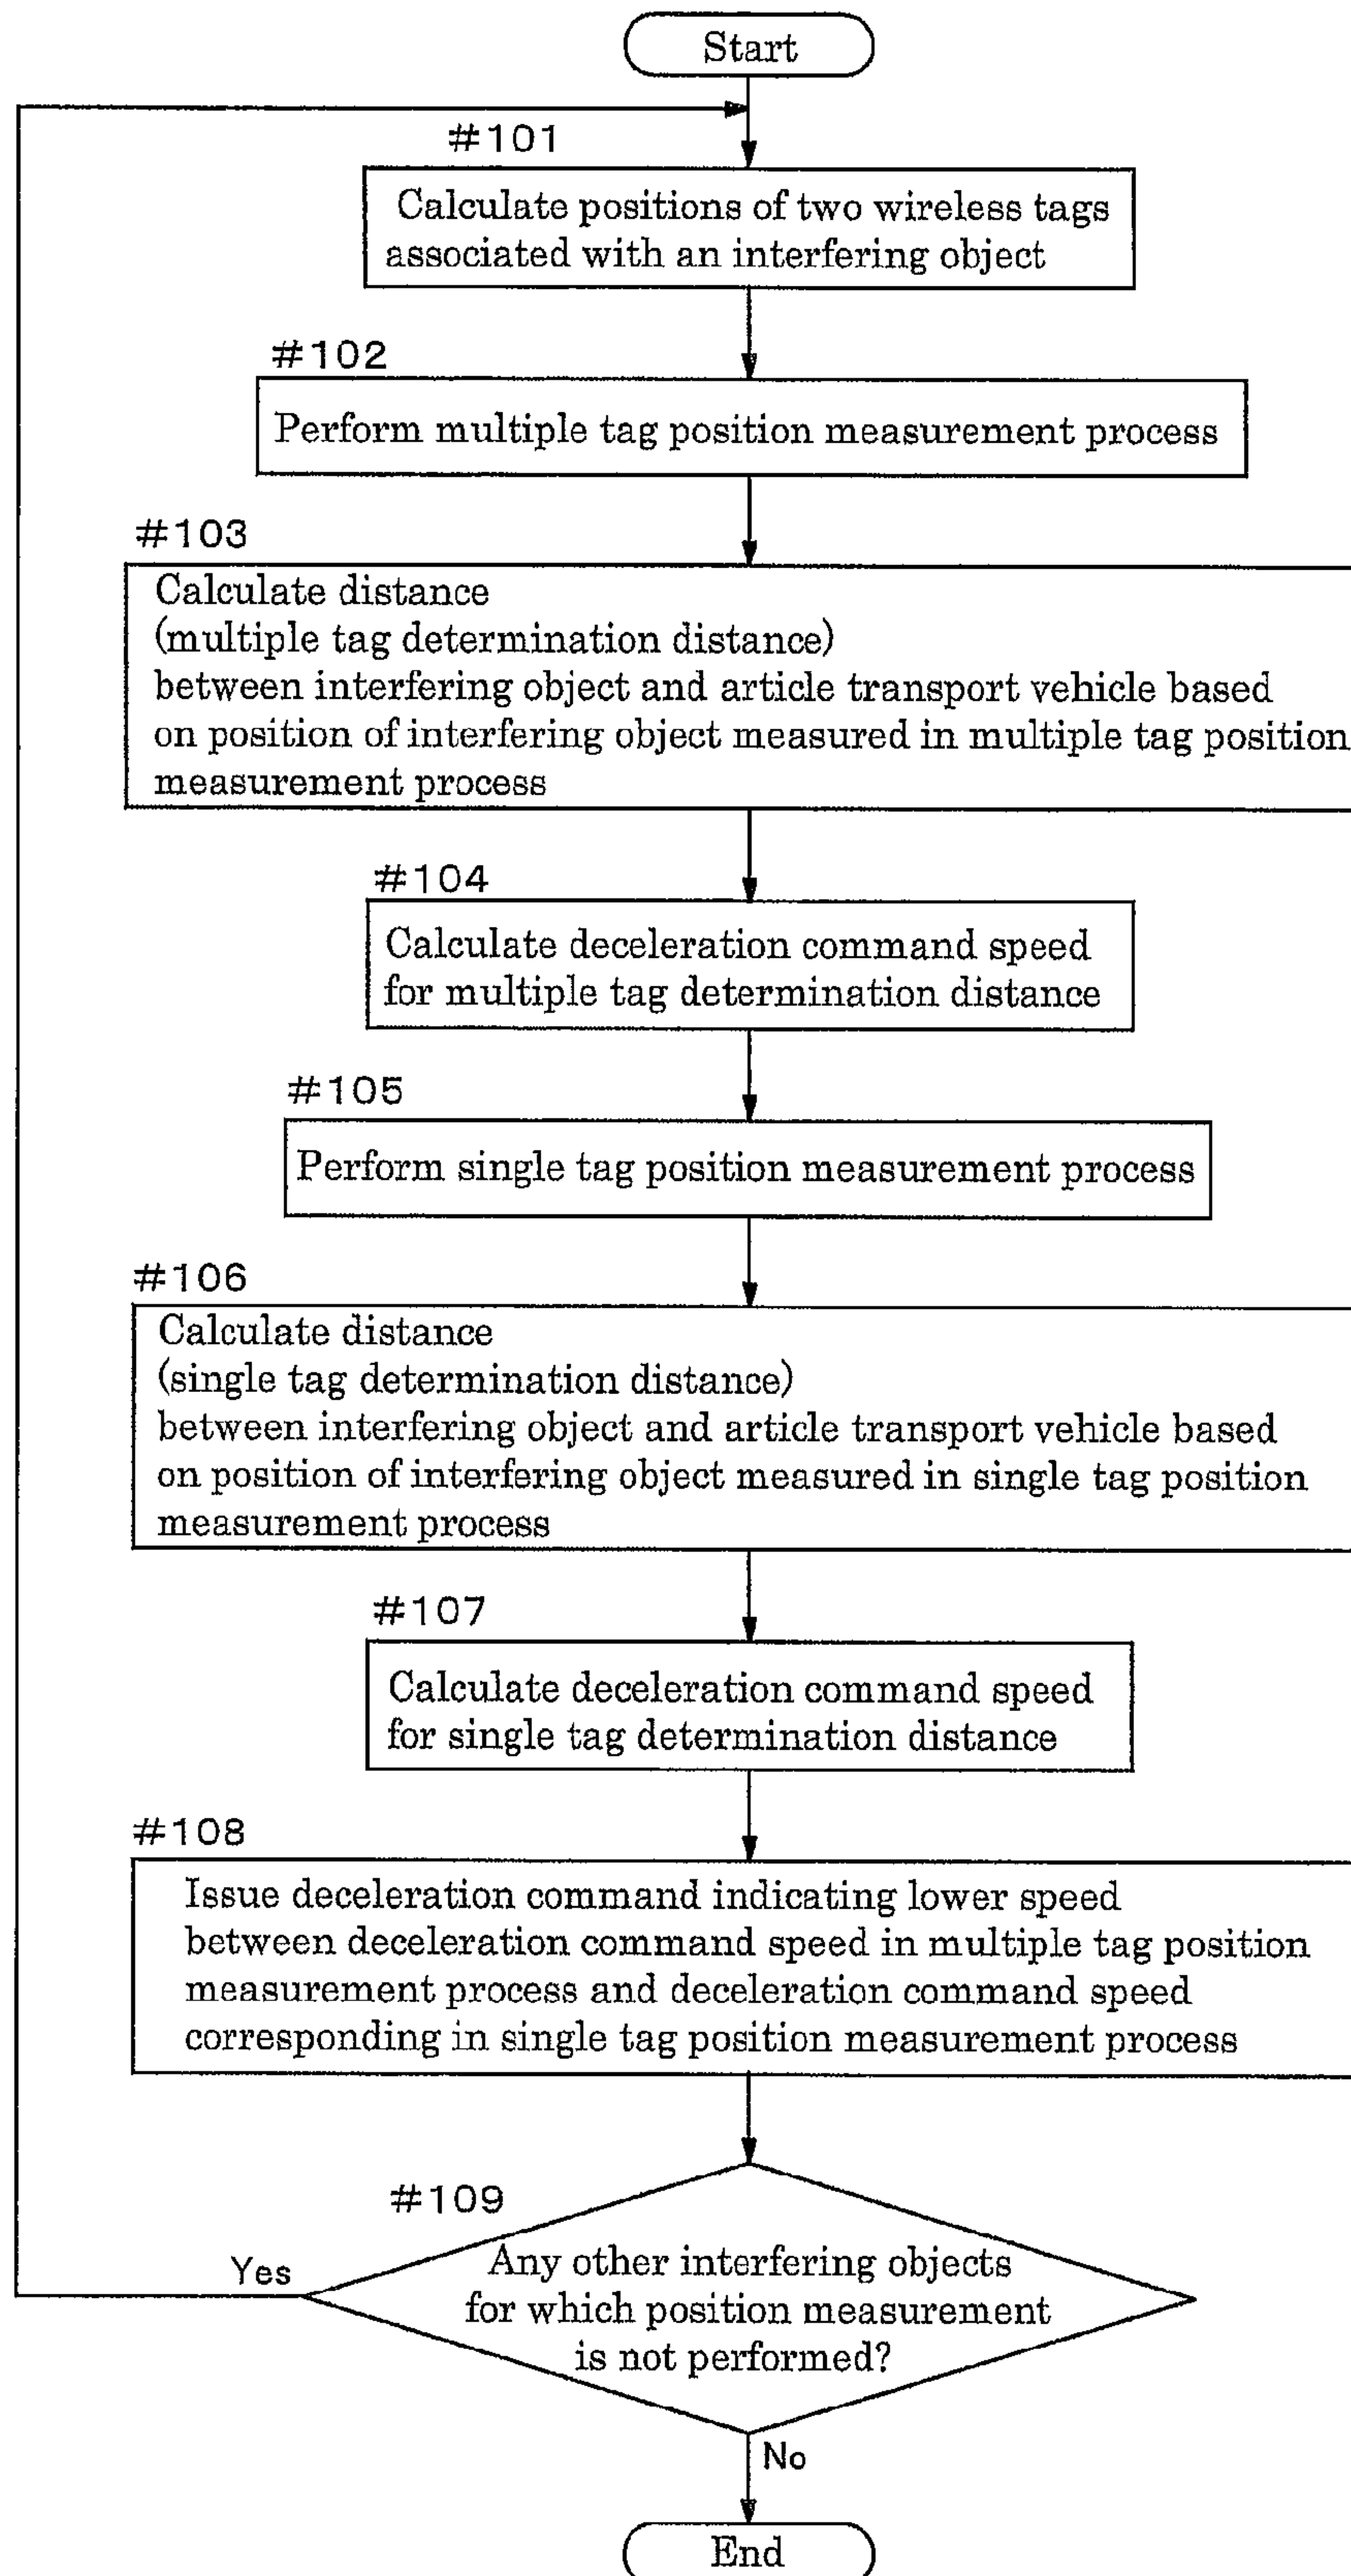 Start
#101
Calculate positions of two wireless tags
associated with an interfering object
#102
Perform multiple tag position measurement process
#103
Calculate distance
(multiple tag determination distance)
between interfering object and article transport vehicle based
on position of interfering object measured in multiple tag position
measurement process
#104
Calculate deceleration command speed
for multiple tag determination distance
#105
Perform single tag position measurement process
#106
Calculate distance
(single tag determination distance)
between interfering object and article transport vehicle based
on position of interfering object measured in single tag position
measurement process
#107
Calculate deceleration command speed
for single tag determination distance
#108
Issue deceleration command indicating lower speed
between deceleration command speed in multiple tag position
measurement process and deceleration command speed
corresponding in single tag position measurement process
#109
Yes
Any other interfering objects
for which position measurement
is not performed?
No
End